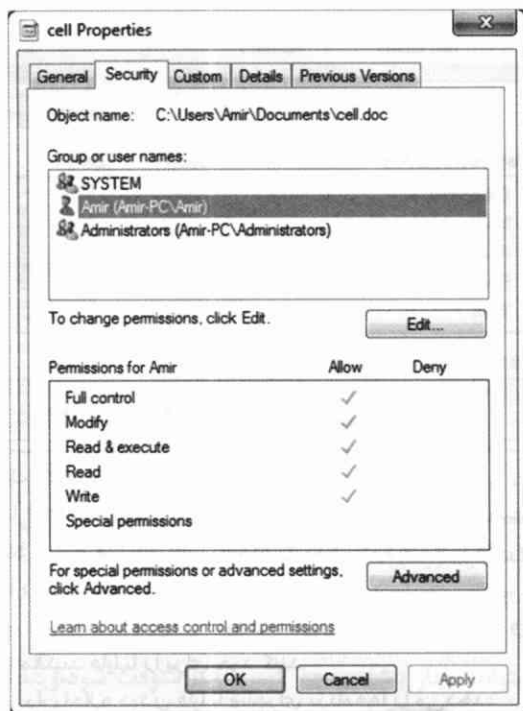 cell Properties
General Security Custom Details Previous Versions
Object name: C:\Users\Amir\Documents\cell.doc
Group or user names:
SYSTEM
Amir (Amir-PC\Amir)
Administrators (Amir-PC\Administrators)
To change permissions, click Edit.
Edit...
Permissions for Amir Allow Deny
Full control
Modify
Read & execute
Read
Write
Special permissions
For special permissions or advanced settings,
click Advanced.
Advanced
Learn about access control and permissions
OK Cancel Apply